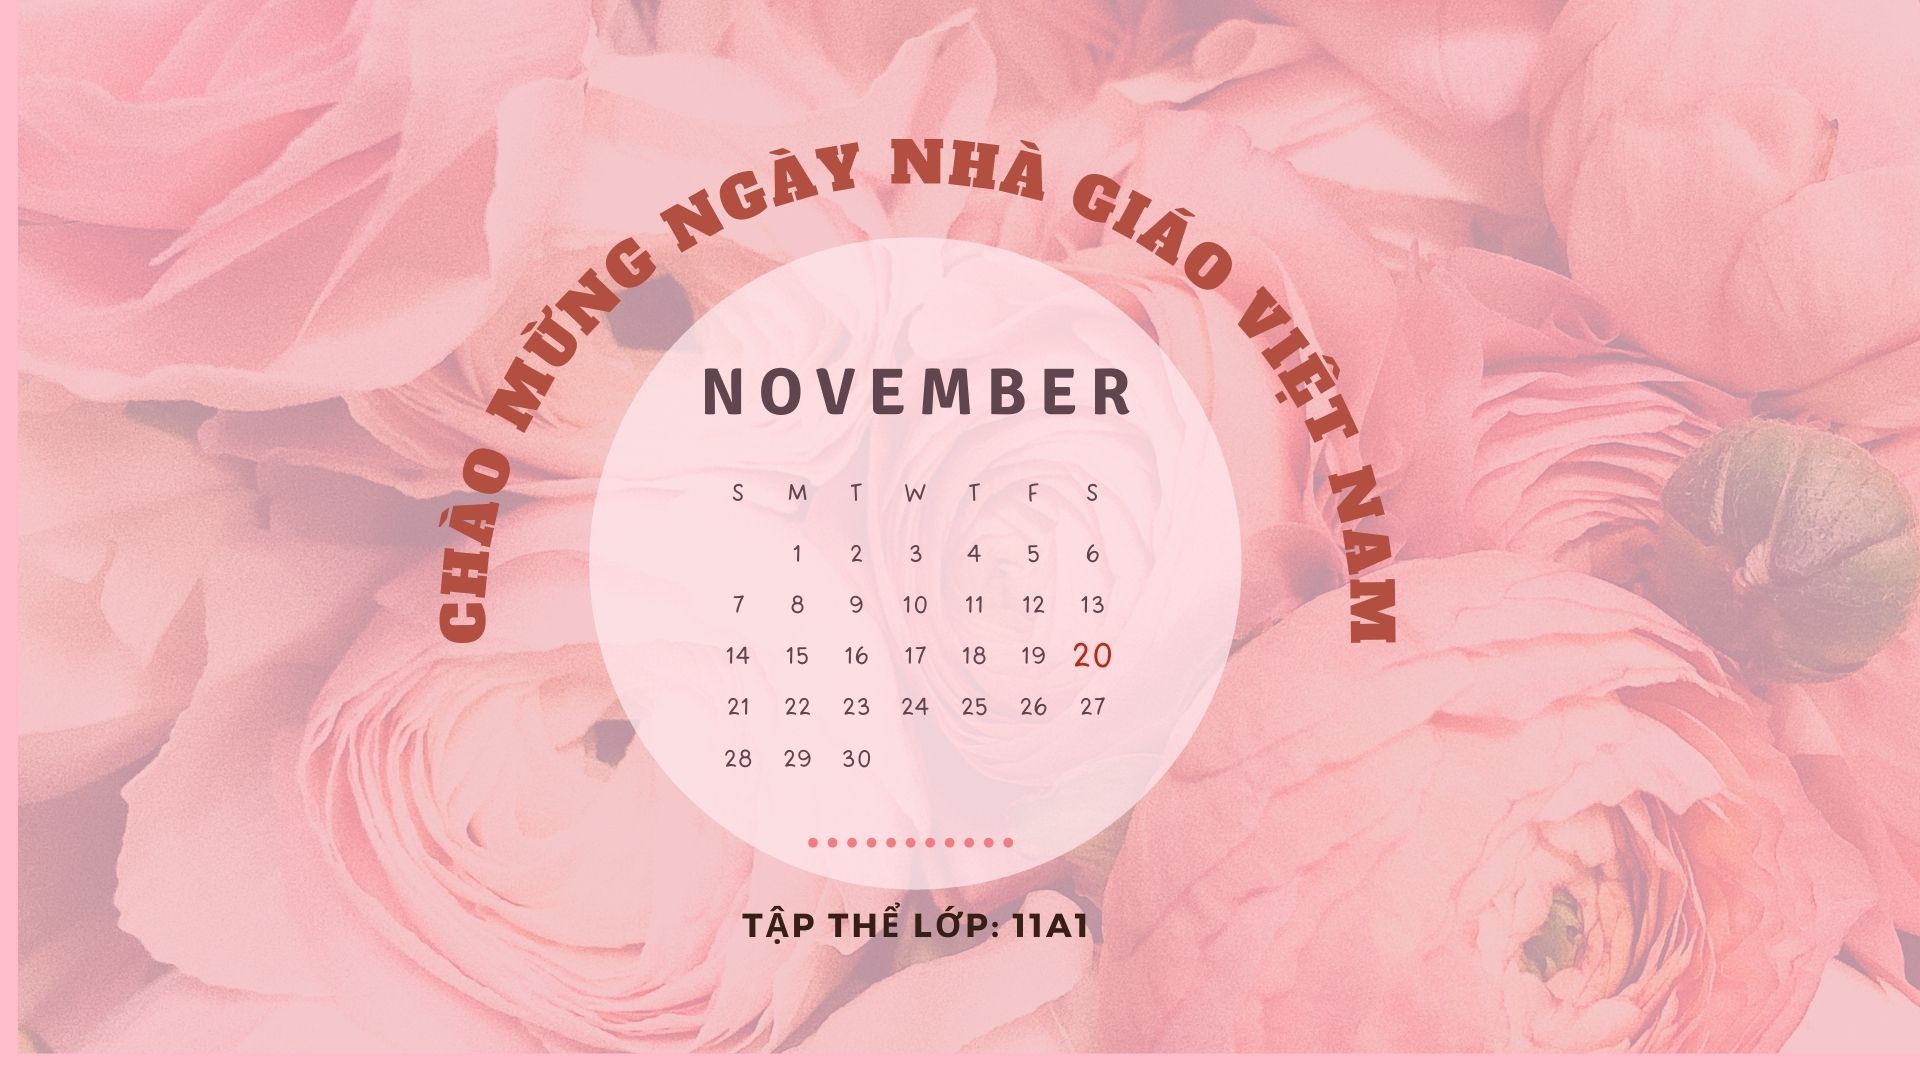 CHÀO MỪNG NGÀY NHÀ GIÁO VIỆT NAM
NOVEMBER
S M T W T F S
1 2 3 4 5 6
7 8 9 10 11 12 13
14 15 16 17 18 19 20
21 22 23 24 25 26 27
28 29 30
TẬP THỂ LỚP: 11A1